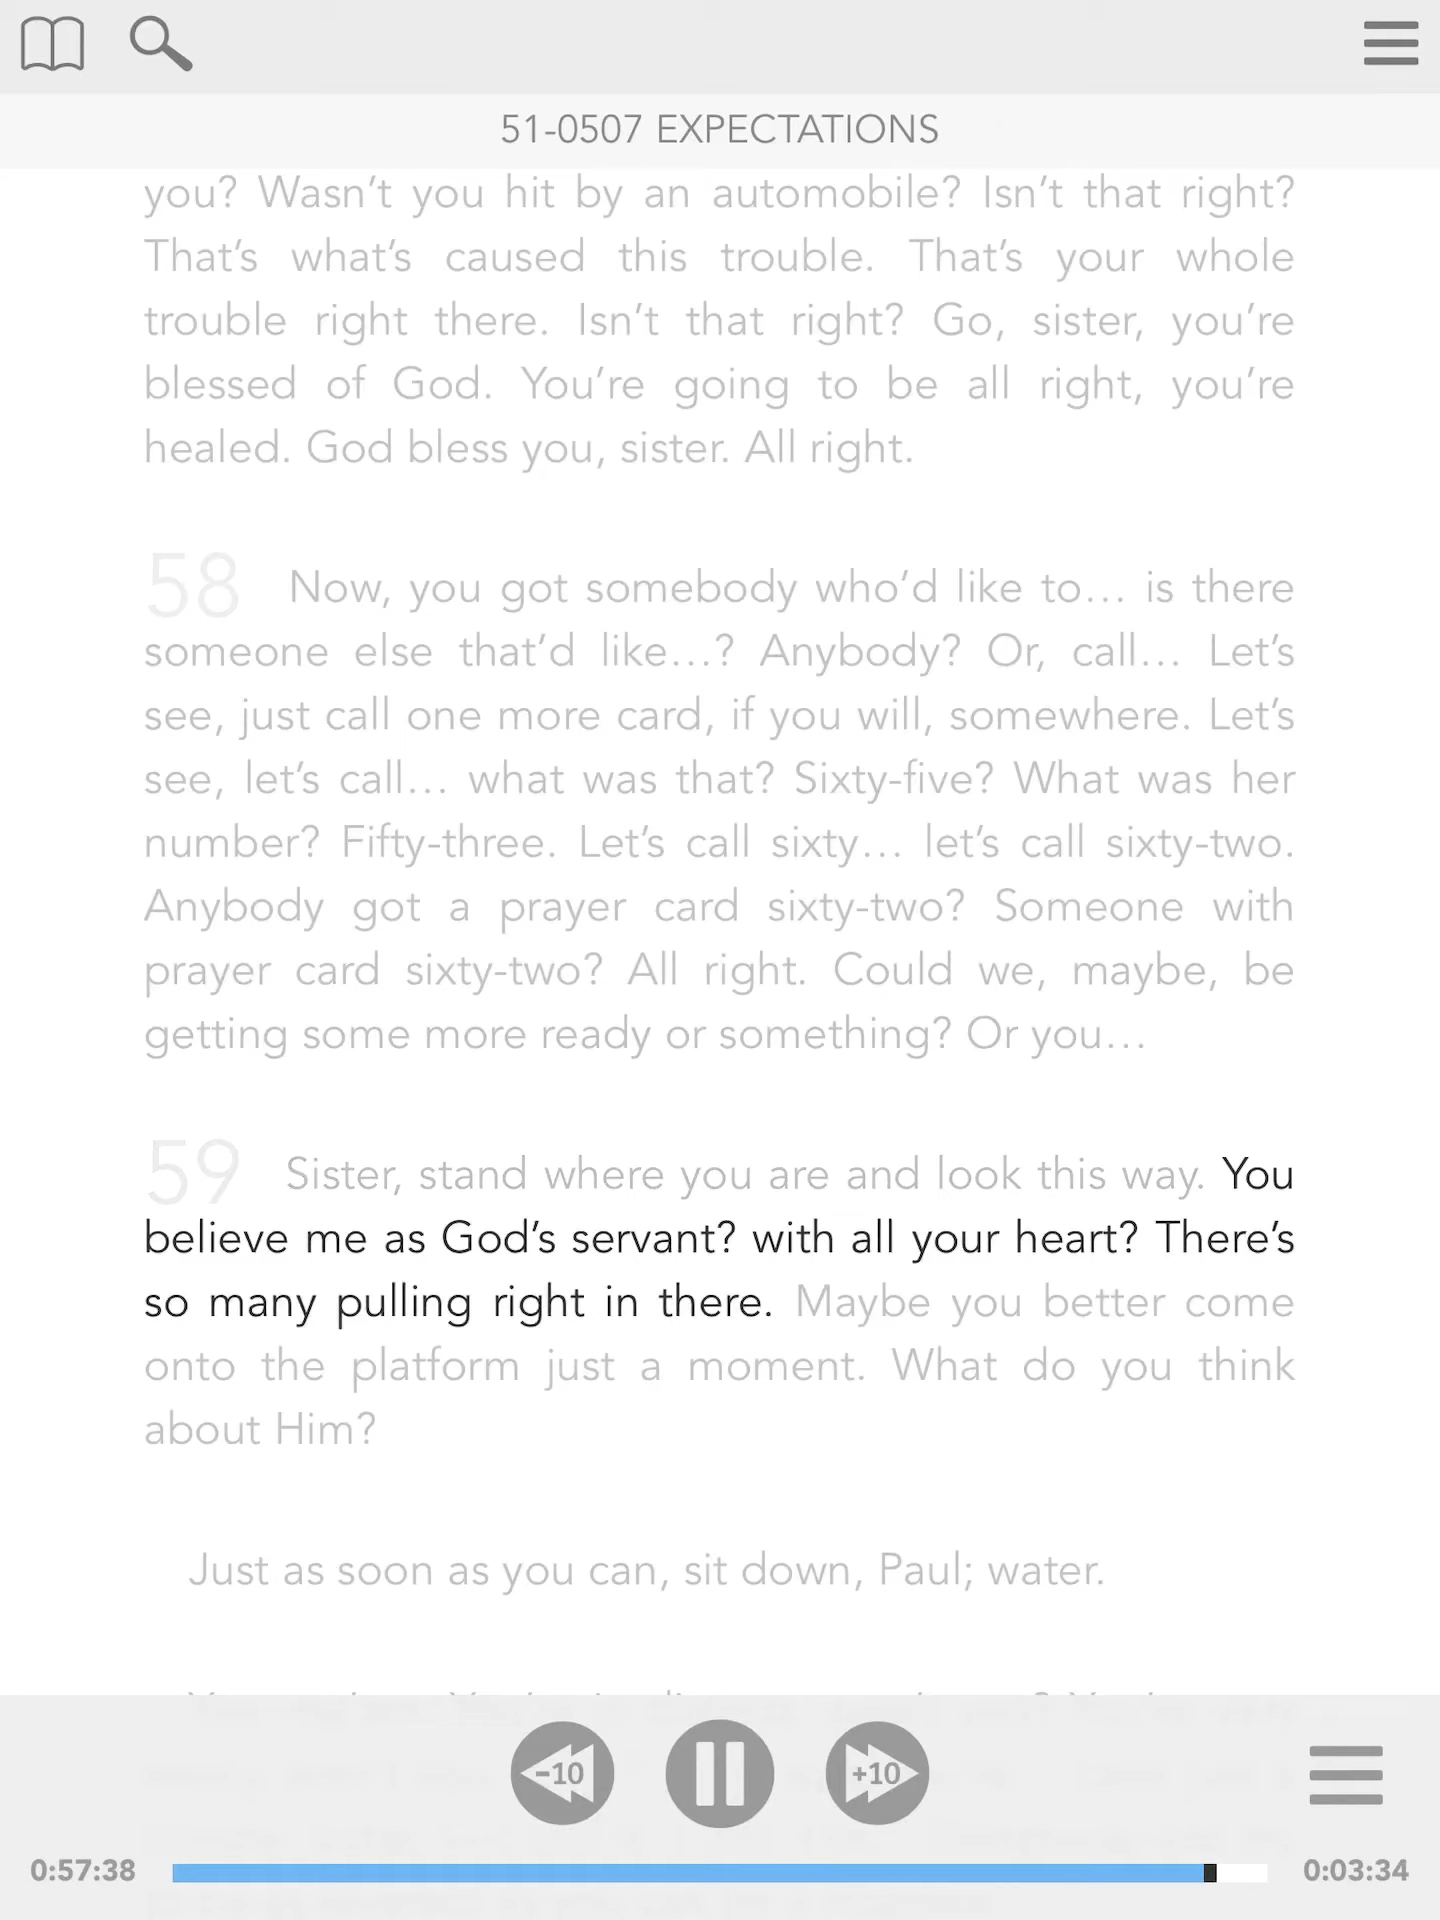 51-0507 EXPECTATIONS
you? Wasn’t you hit by an automobile? Isn’t that right?
That’s what’s caused this trouble. That’s your whole
trouble right there. Isn’t that right? Go, sister, you’re
blessed of God. You’re going to be all right, you’re
healed. God bless you, sister. All right.
58 Now, you got somebody who’d like to… is there
someone else that’d like…? Anybody? Or, call… Let’s
see, just call one more card, if you will, somewhere. Let’s
see, let’s call… what was that? Sixty-five? What was her
number? Fifty-three. Let’s call sixty… let’s call sixty-two.
Anybody got a prayer card sixty-two? Someone with
prayer card sixty-two? All right. Could we, maybe, be
getting some more ready or something? Or you…
59 Sister, stand where you are and look this way. You
believe me as God’s servant? with all your heart? There’s
so many pulling right in there. Maybe you better come
onto the platform just a moment. What do you think
about Him?
Just as soon as you can, sit down, Paul; water.
-10 +10
0:57:38 0:03:34